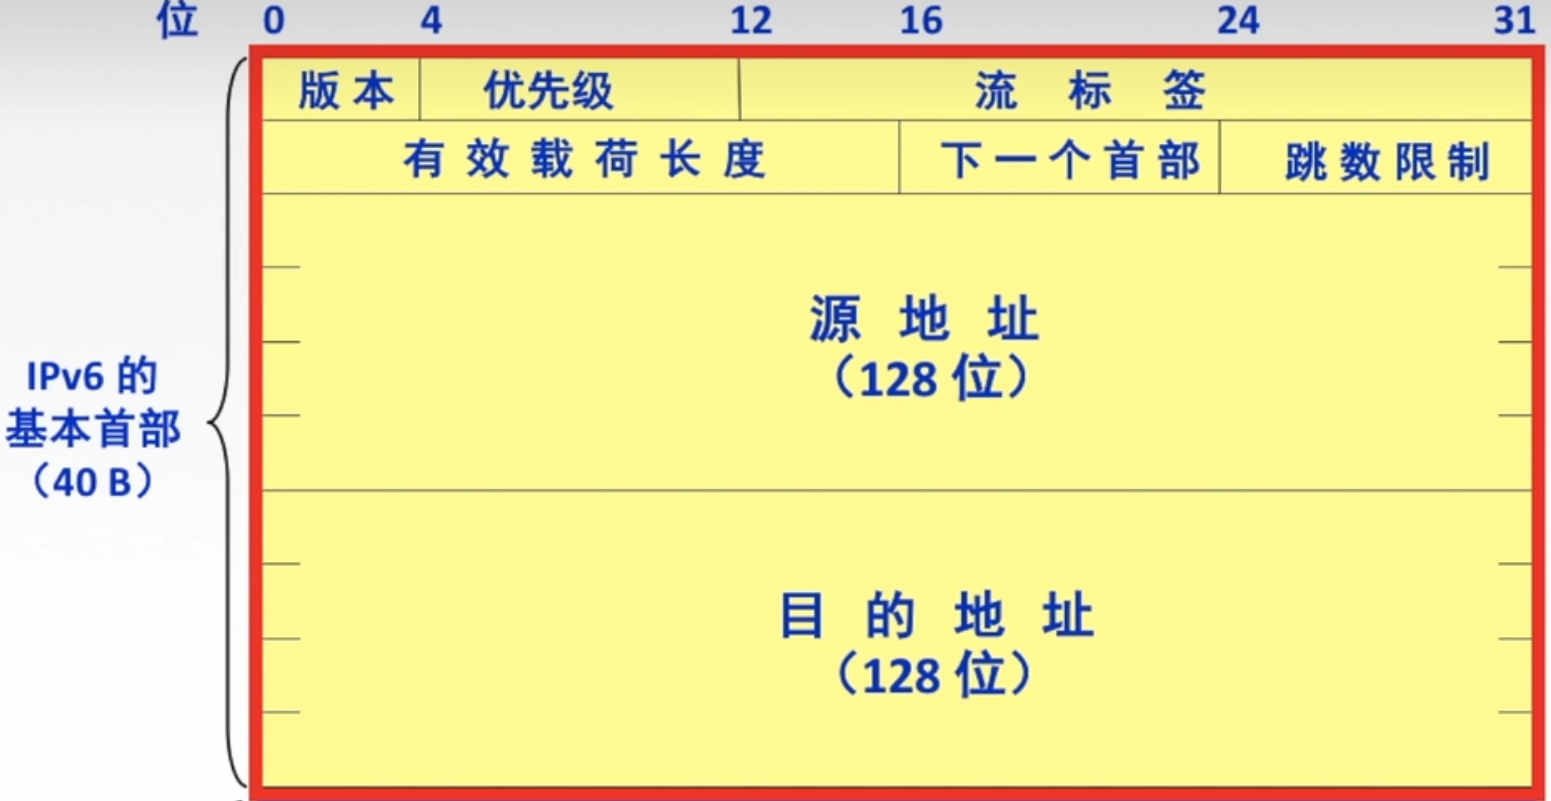 位 0 4 12 16 24 31
版本 优先级 流标签
有效载荷长度 下一个首部 跳数限制
源地址
（128 位）
IPv6 的
基本首部
（40 B）
目的地址
（128 位）